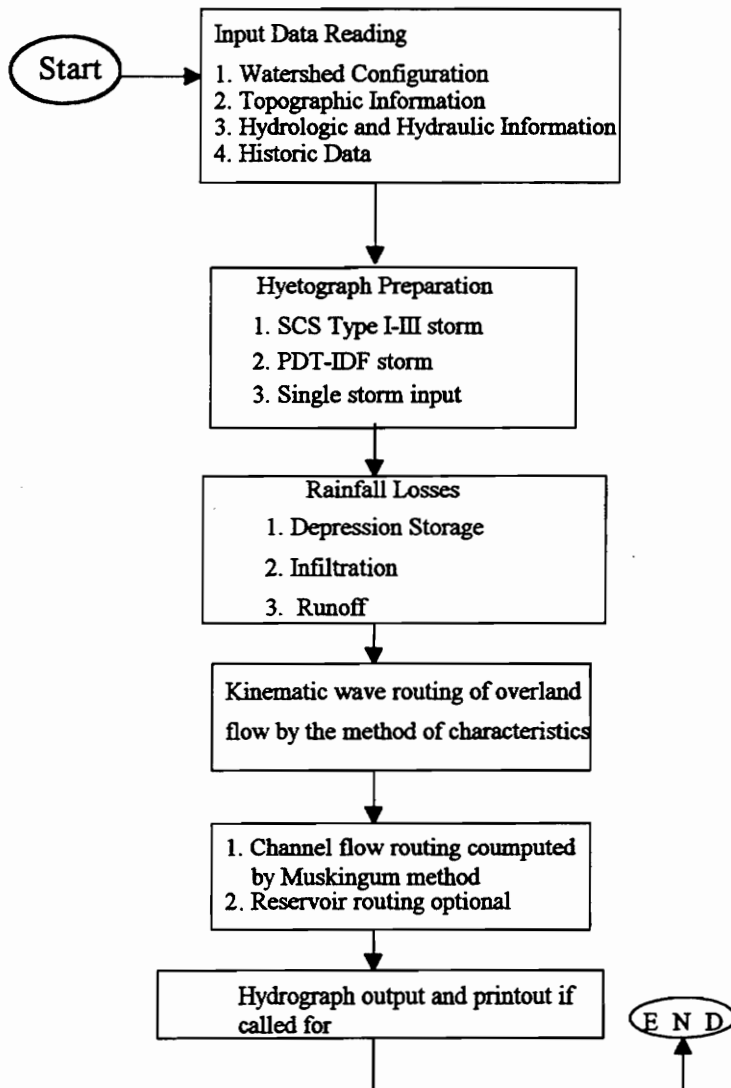 Start
Input Data Reading
1. Watershed Configuration
2. Topographic Information
3. Hydrologic and Hydraulic Information
4. Historic Data
Hyetograph Preparation
1. SCS Type I-III storm
2. PDT-IDF storm
3. Single storm input
Rainfall Losses
1. Depression Storage
2. Infiltration
3. Runoff
Kinematic wave routing of overland
flow by the method of characteristics
1. Channel flow routing coumputed
by Muskingum method
2. Reservoir routing optional
Hydrograph output and printout if
called for
E N D